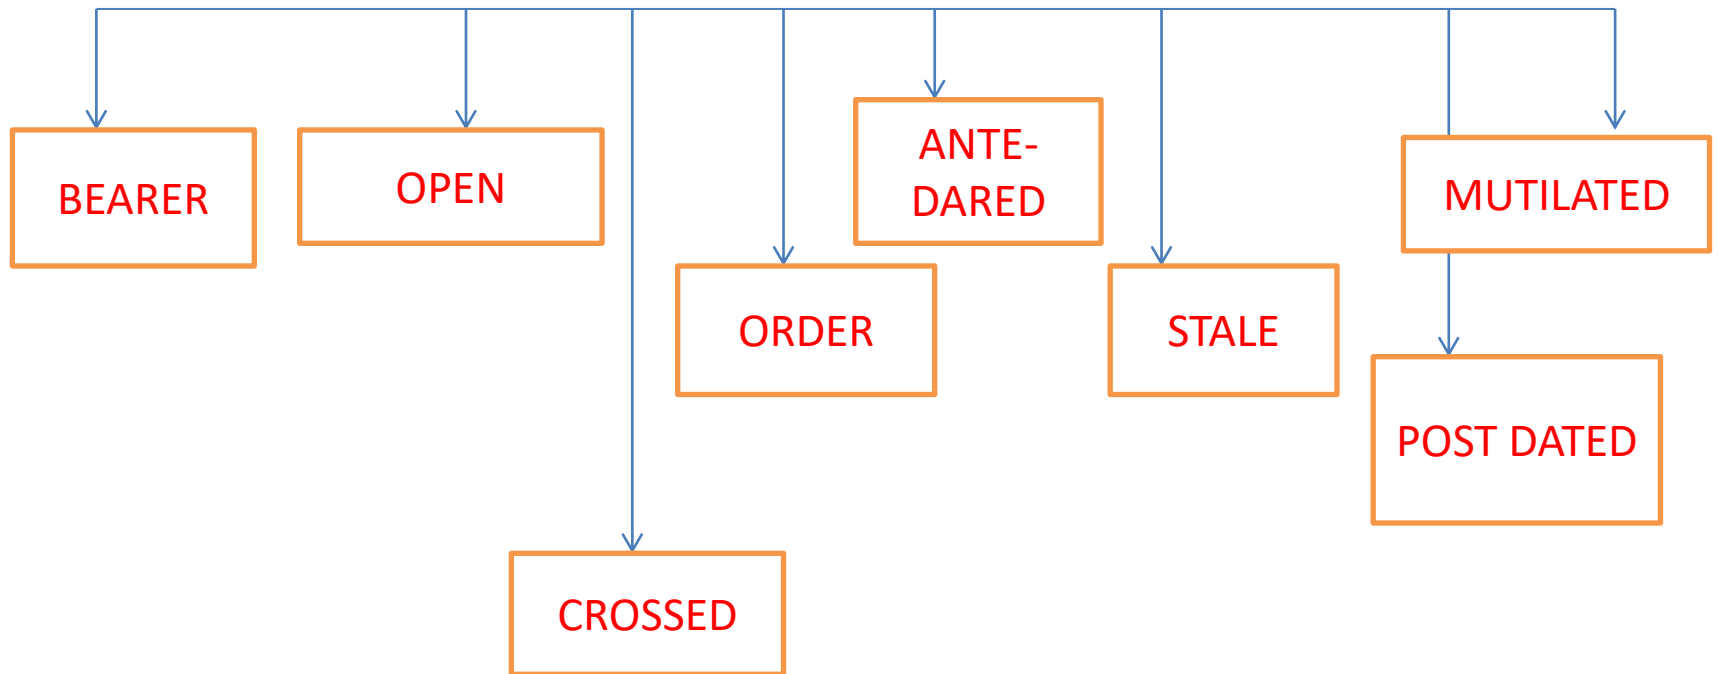 BEARER
OPEN
ANTE-
DARED
MUTILATED
ORDER
STALE
POST DATED
CROSSED